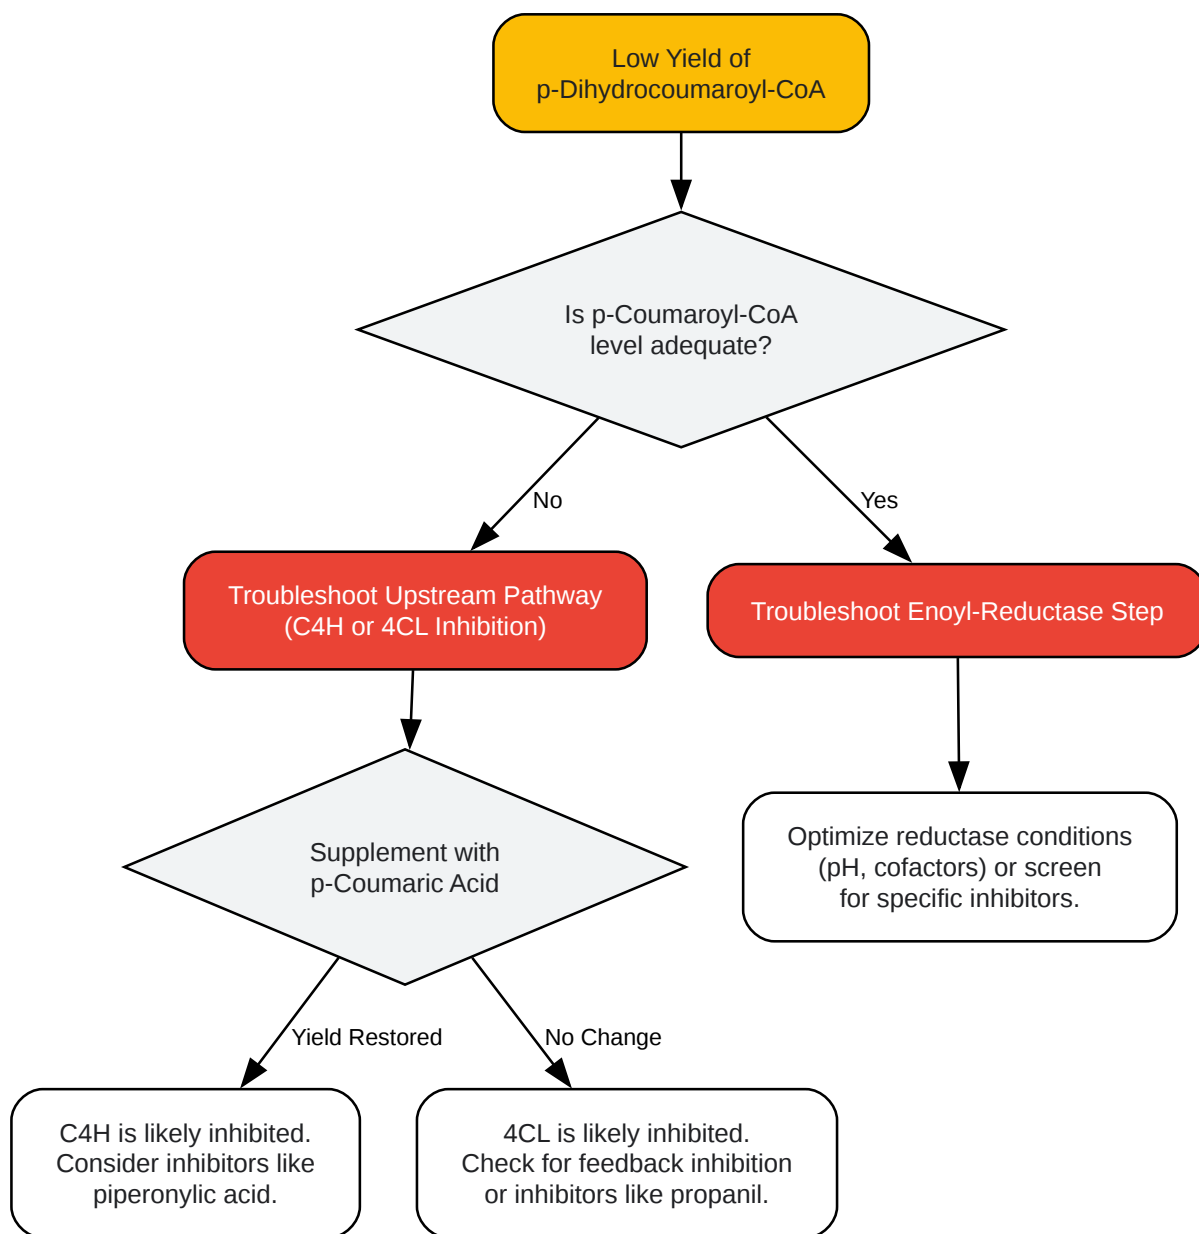 Low Yield of
p-Dihydrocoumaroyl-CoA
Is p-Coumaroyl-CoA
level adequate?
No
Yes
Troubleshoot Upstream Pathway
(C4H or 4CL Inhibition)
Troubleshoot Enoyl-Reductase Step
Supplement with
p-Coumaric Acid
Optimize reductase conditions
(pH, cofactors) or screen
for specific inhibitors.
Yield Restored
No Change
C4H is likely inhibited.
Consider inhibitors like
piperonylic acid.
4CL is likely inhibited.
Check for feedback inhibition
or inhibitors like propanil.